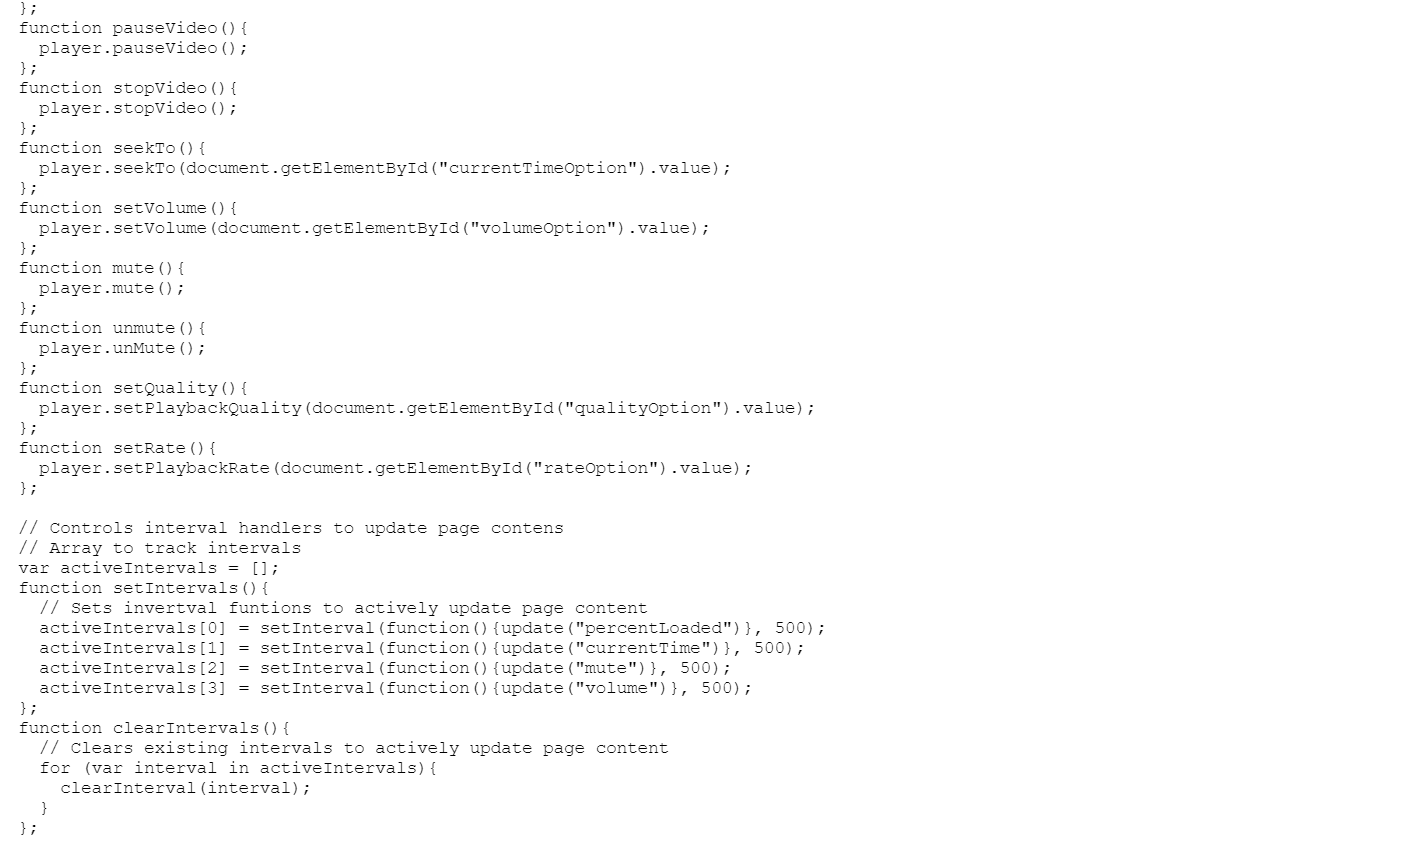 };
function pauseVideo(){
  player.pauseVideo();
};
function stopVideo(){
  player.stopVideo();
};
function seekTo(){
  player.seekTo(document.getElementById("currentTimeOption").value);
};
function setVolume(){
  player.setVolume(document.getElementById("volumeOption").value);
};
function mute(){
  player.mute();
};
function unmute(){
  player.unMute();
};
function setQuality(){
  player.setPlaybackQuality(document.getElementById("qualityOption").value);
};
function setRate(){
  player.setPlaybackRate(document.getElementById("rateOption").value);
};

// Controls interval handlers to update page contens
// Array to track intervals
var activeIntervals = [];
function setIntervals(){
  // Sets invertval funtions to actively update page content
  activeIntervals[0] = setInterval(function(){update("percentLoaded")}, 500);
  activeIntervals[1] = setInterval(function(){update("currentTime")}, 500);
  activeIntervals[2] = setInterval(function(){update("mute")}, 500);
  activeIntervals[3] = setInterval(function(){update("volume")}, 500);
};
function clearIntervals(){
  // Clears existing intervals to actively update page content
  for (var interval in activeIntervals){
    clearInterval(interval);
  }
};